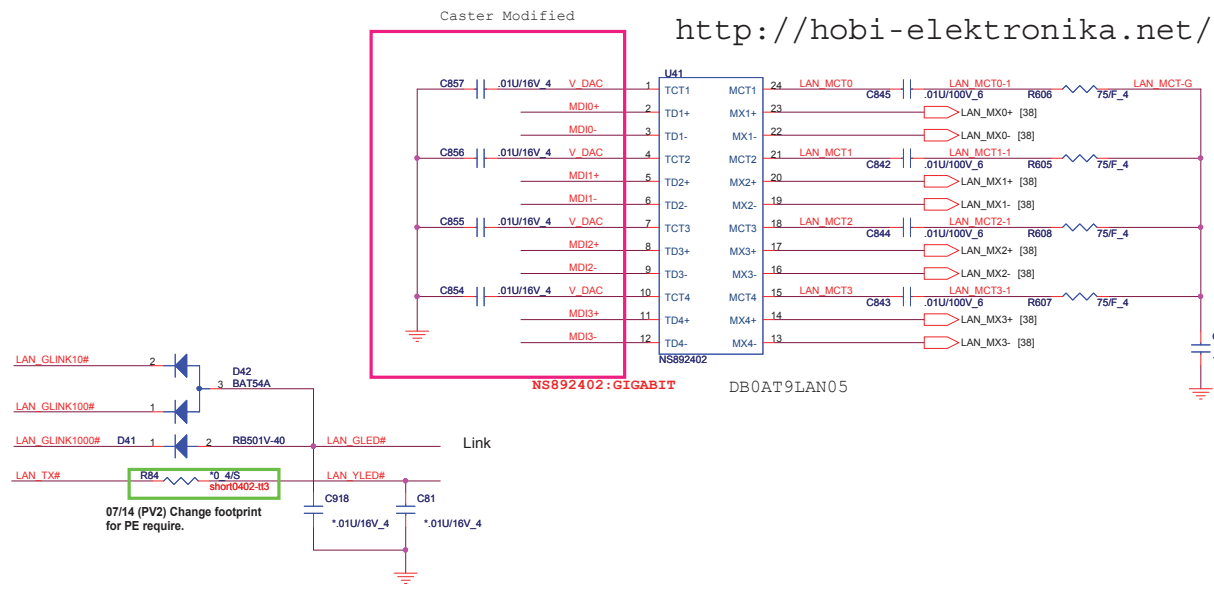 Caster Modified
http://hobi-elektronika.net/
U41
C857 .01U/16V_4 V_DAC 1 TCT1 MCT1 24 LAN_MCT0 C845 .01U/100V_6 LAN_MCT0-1 R606 75/F_4 LAN_MCT-G
MDI0+ 2 TD1+ MX1+ 23 LAN_MX0+ [38]
MDI0- 3 TD1- MX1- 22 LAN_MX0- [38]
C856 .01U/16V_4 V_DAC 4 TCT2 MCT2 21 LAN_MCT1 C842 .01U/100V_6 LAN_MCT1-1 R605 75/F_4
MDI1+ 5 TD2+ MX2+ 20 LAN_MX1+ [38]
MDI1- 6 TD2- MX2- 19 LAN_MX1- [38]
C855 .01U/16V_4 V_DAC 7 TCT3 MCT3 18 LAN_MCT2 C844 .01U/100V_6 LAN_MCT2-1 R608 75/F_4
MDI2+ 8 TD3+ MX3+ 17 LAN_MX2+ [38]
MDI2- 9 TD3- MX3- 16 LAN_MX2- [38]
C854 .01U/16V_4 V_DAC 10 TCT4 MCT4 15 LAN_MCT3 C843 .01U/100V_6 LAN_MCT3-1 R607 75/F_4
MDI3+ 11 TD4+ MX4+ 14 LAN_MX3+ [38]
MDI3- 12 TD4- MX4- 13 LAN_MX3- [38]
NS892402
NS892402:GIGABIT DB0AT9LAN05
LAN_GLINK10# 2
D42
3 BAT54A
LAN_GLINK100# 1
LAN_GLINK1000# D41 1 2 RB501V-40 LAN_GLED# Link
LAN_TX# R84 *0_4/S LAN_YLED#
short0402-tt3
07/14 (PV2) Change footprint
for PE require.
C918 C81
*.01U/16V_4 *.01U/16V_4